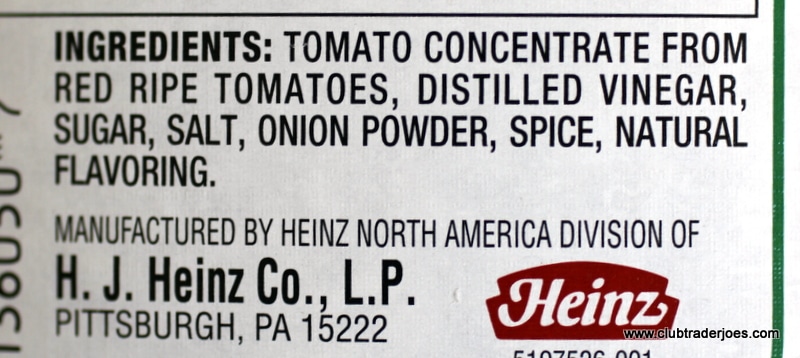 INGREDIENTS: TOMATO CONCENTRATE FROM
RED RIPE TOMATOES, DISTILLED VINEGAR,
SUGAR, SALT, ONION POWDER, SPICE, NATURAL
FLAVORING.
MANUFACTURED BY HEINZ NORTH AMERICA DIVISION OF
H. J. Heinz Co., L.P.
PITTSBURGH, PA 15222
Heinz
www.clubtraderjoes.com